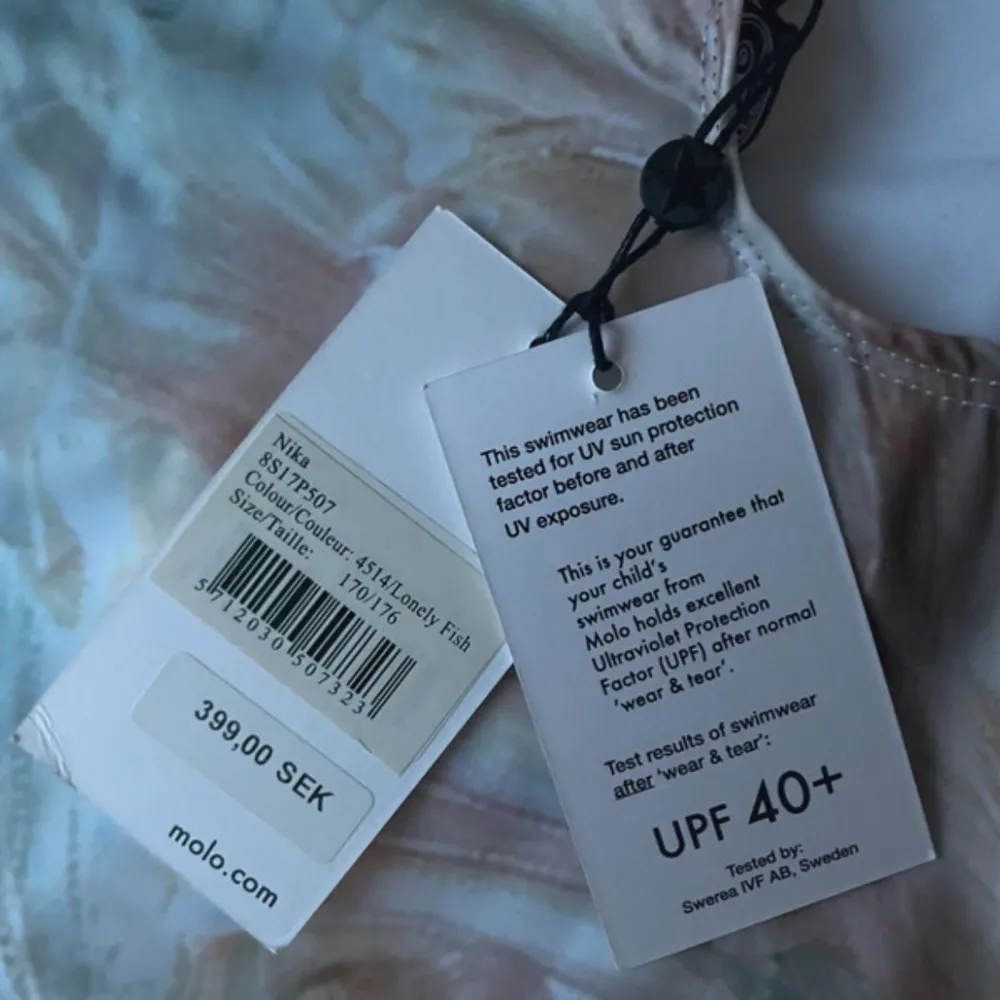 Nika
8S17P507
Colour/Couleur: 4514/Lonely Fish
Size/Taille: 170/176
5 712030 507323
399,00 SEK
molo.com
This swimwear has been
tested for UV sun protection
factor before and after
UV exposure.
This is your guarantee that
your child's
swimwear from
Molo holds excellent
Ultraviolet Protection
Factor (UPF) after normal
'wear & tear'.
Test results of swimwear
after 'wear & tear':
UPF 40+
Tested by:
Swerea IVF AB, Sweden